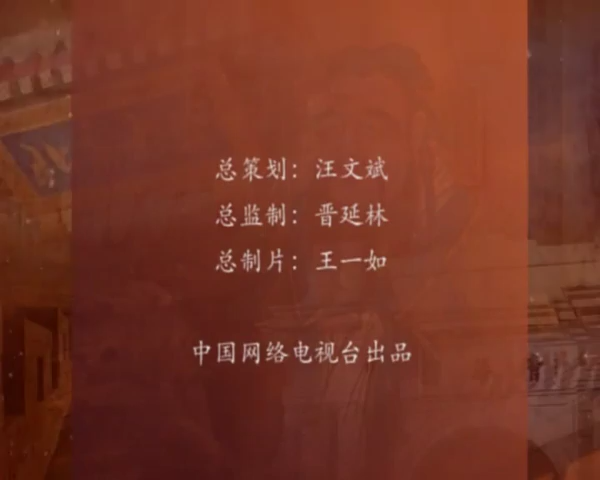 总策划：汪文斌
总监制：晋延林
总制片：王一如
中国网络电视台出品